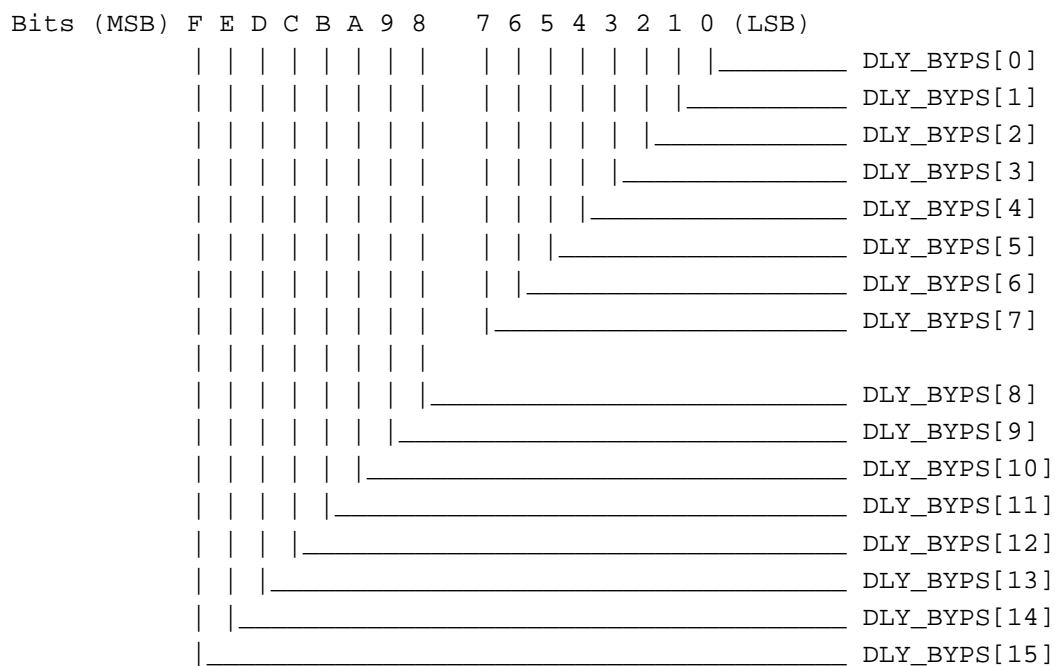 Bits (MSB) F E D C B A 9 8 7 6 5 4 3 2 1 0 (LSB)
DLY_BYPS[0]
DLY_BYPS[1]
DLY_BYPS[2]
DLY_BYPS[3]
DLY_BYPS[4]
DLY_BYPS[5]
DLY_BYPS[6]
DLY_BYPS[7]
DLY_BYPS[8]
DLY_BYPS[9]
DLY_BYPS[10]
DLY_BYPS[11]
DLY_BYPS[12]
DLY_BYPS[13]
DLY_BYPS[14]
DLY_BYPS[15]